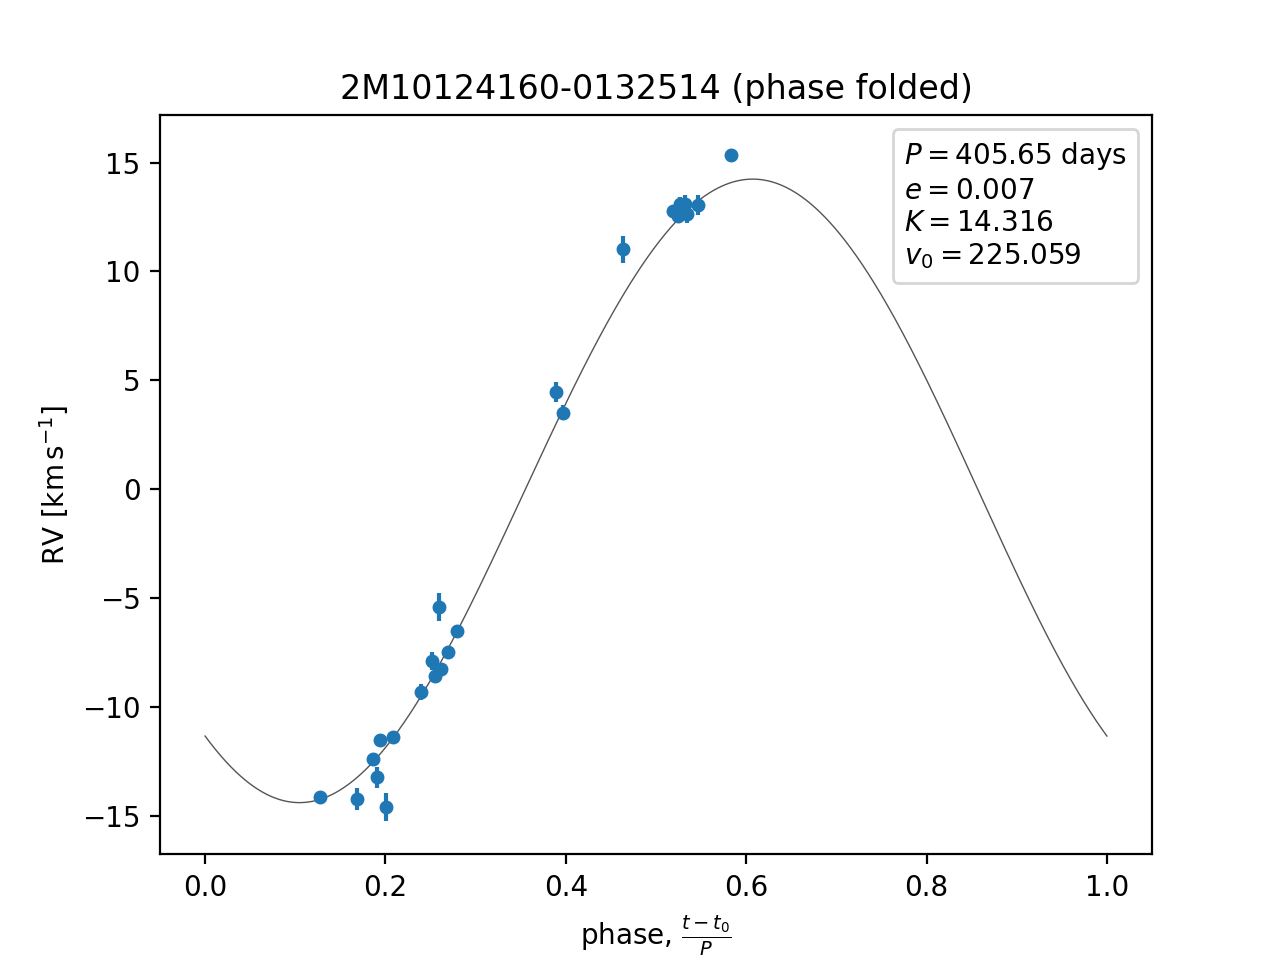 2M10124160-0132514 (phase folded)
P = 405.65 days
e = 0.007
K = 14.316
v₀ = 225.059
15
10
5
0
−5
−10
−15
RV [km s⁻¹]
0.0 0.2 0.4 0.6 0.8 1.0
phase, (t − t₀)/P